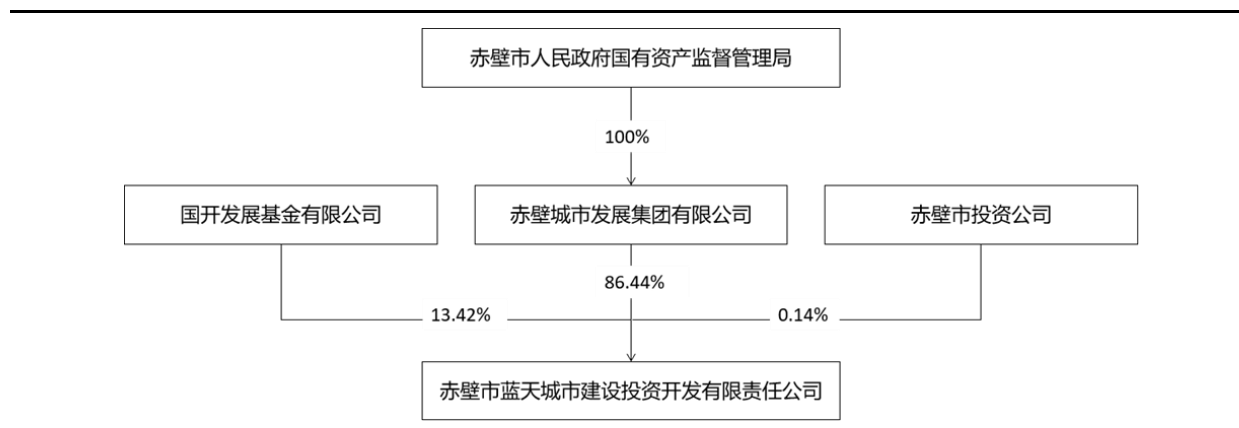 赤壁市人民政府国有资产监督管理局
100%
国开发展基金有限公司
赤壁城市发展集团有限公司
赤壁市投资公司
86.44%
13.42%
0.14%
赤壁市蓝天城市建设投资开发有限责任公司